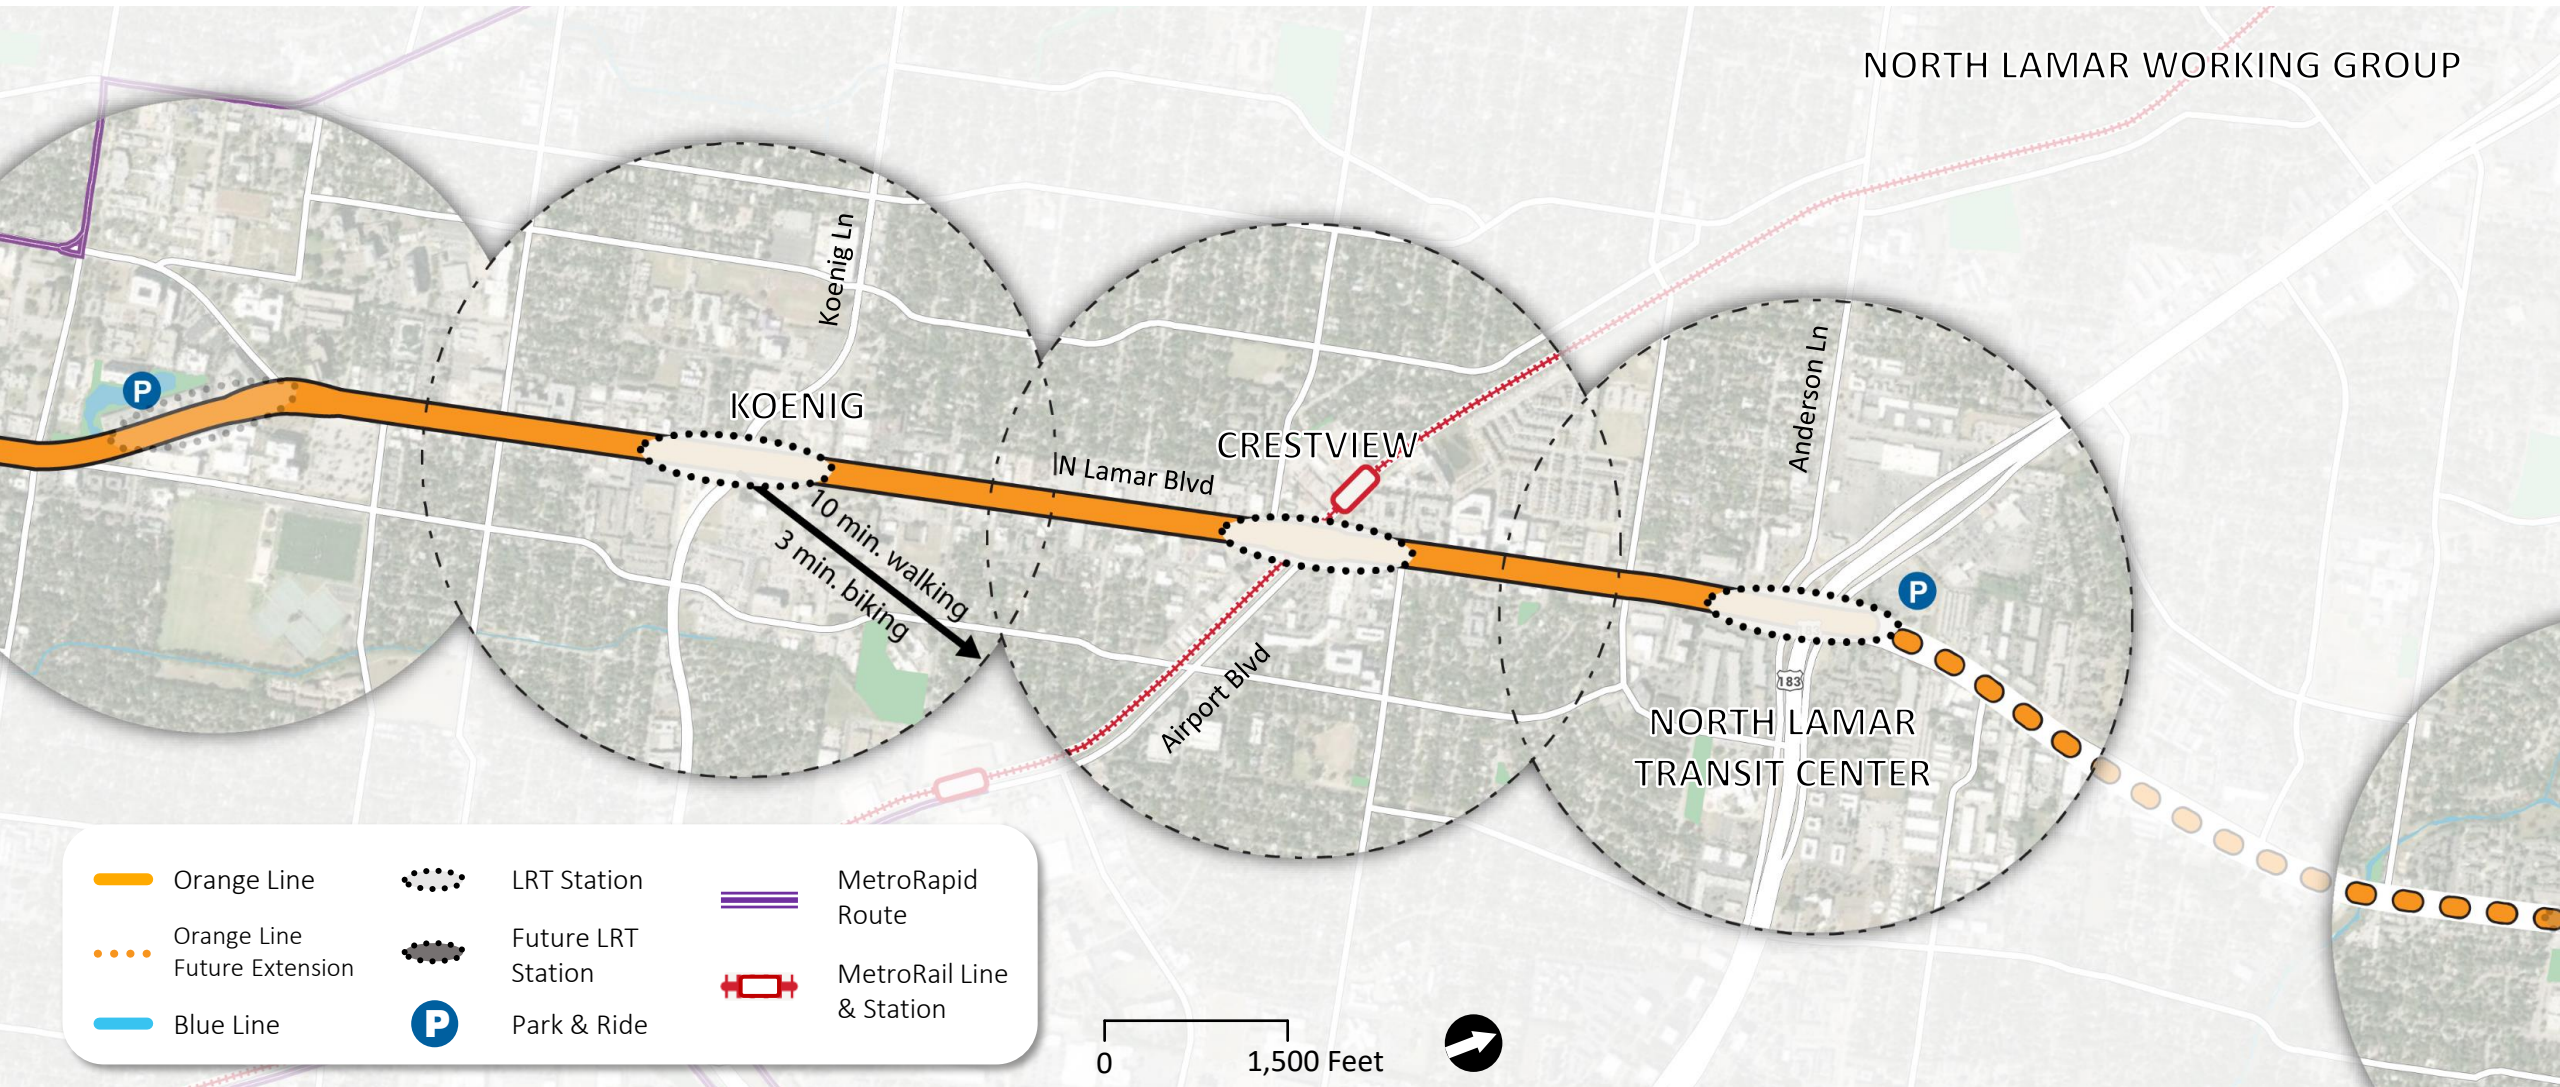 NORTH LAMAR WORKING GROUP
Koenig Ln
Anderson Ln
P
KOENIG
CRESTVIEW
N Lamar Blvd
10 min. walking
3 min. biking
P
Airport Blvd
183
NORTH LAMAR
TRANSIT CENTER
Orange Line
Orange Line
Future Extension
Blue Line
LRT Station
Future LRT
Station
P
Park & Ride
MetroRapid
Route
MetroRail Line
& Station
0
1,500 Feet